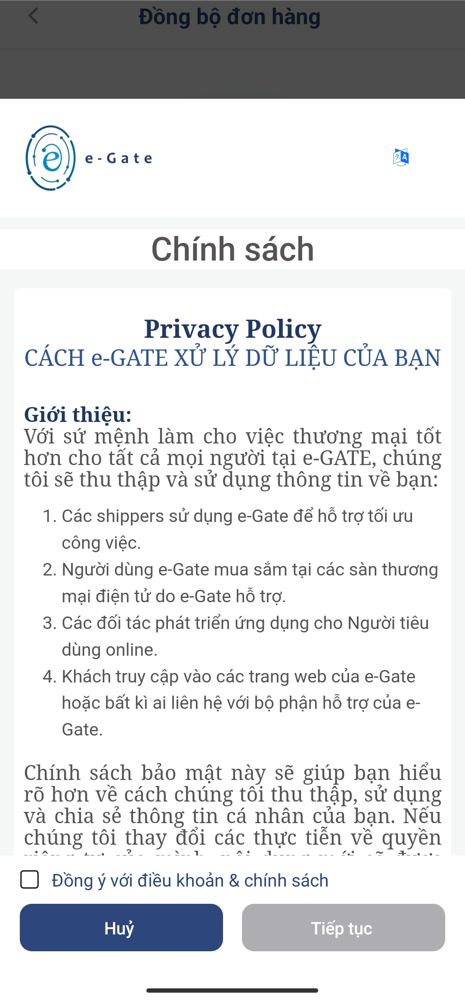 Đồng bộ đơn hàng
e-Gate
Chính sách
Privacy Policy
CÁCH e-GATE XỬ LÝ DỮ LIỆU CỦA BẠN
Giới thiệu:
Với sứ mệnh làm cho việc thương mại tốt
hơn cho tất cả mọi người tại e-GATE, chúng
tôi sẽ thu thập và sử dụng thông tin về bạn:
1. Các shippers sử dụng e-Gate để hỗ trợ tối ưu
công việc.
2. Người dùng e-Gate mua sắm tại các sàn thương
mại điện tử do e-Gate hỗ trợ.
3. Các đối tác phát triển ứng dụng cho Người tiêu
dùng online.
4. Khách truy cập vào các trang web của e-Gate
hoặc bất kì ai liên hệ với bộ phận hỗ trợ của e-
Gate.
Chính sách bảo mật này sẽ giúp bạn hiểu
rõ hơn về cách chúng tôi thu thập, sử dụng
và chia sẻ thông tin cá nhân của bạn. Nếu
chúng tôi thay đổi các thực tiễn về quyền
Đồng ý với điều khoản & chính sách
Huỷ
Tiếp tục